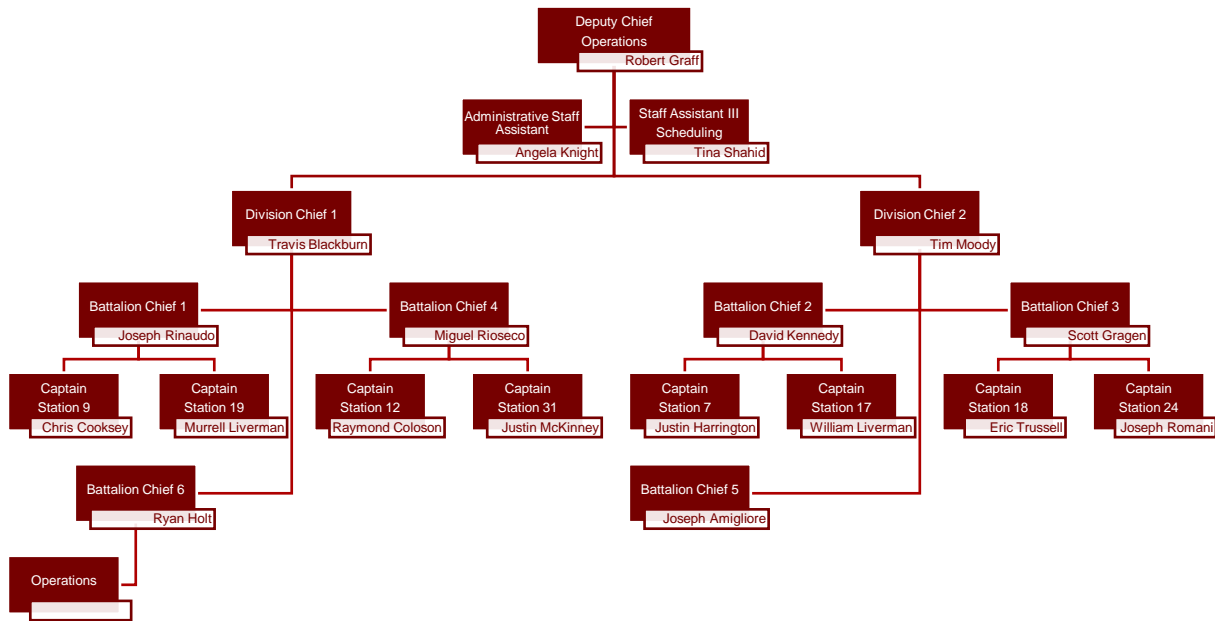 Deputy Chief
Operations
Robert Graff
Administrative Staff
Assistant
Angela Knight
Staff Assistant III
Scheduling
Tina Shahid
Division Chief 1
Travis Blackburn
Division Chief 2
Tim Moody
Battalion Chief 1
Joseph Rinaudo
Battalion Chief 4
Miguel Rioseco
Battalion Chief 2
David Kennedy
Battalion Chief 3
Scott Gragen
Captain
Station 9
Chris Cooksey
Captain
Station 19
Murrell Liverman
Captain
Station 12
Raymond Coloson
Captain
Station 31
Justin McKinney
Captain
Station 7
Justin Harrington
Captain
Station 17
William Liverman
Captain
Station 18
Eric Trussell
Captain
Station 24
Joseph Romani
Battalion Chief 6
Ryan Holt
Battalion Chief 5
Joseph Amigliore
Operations